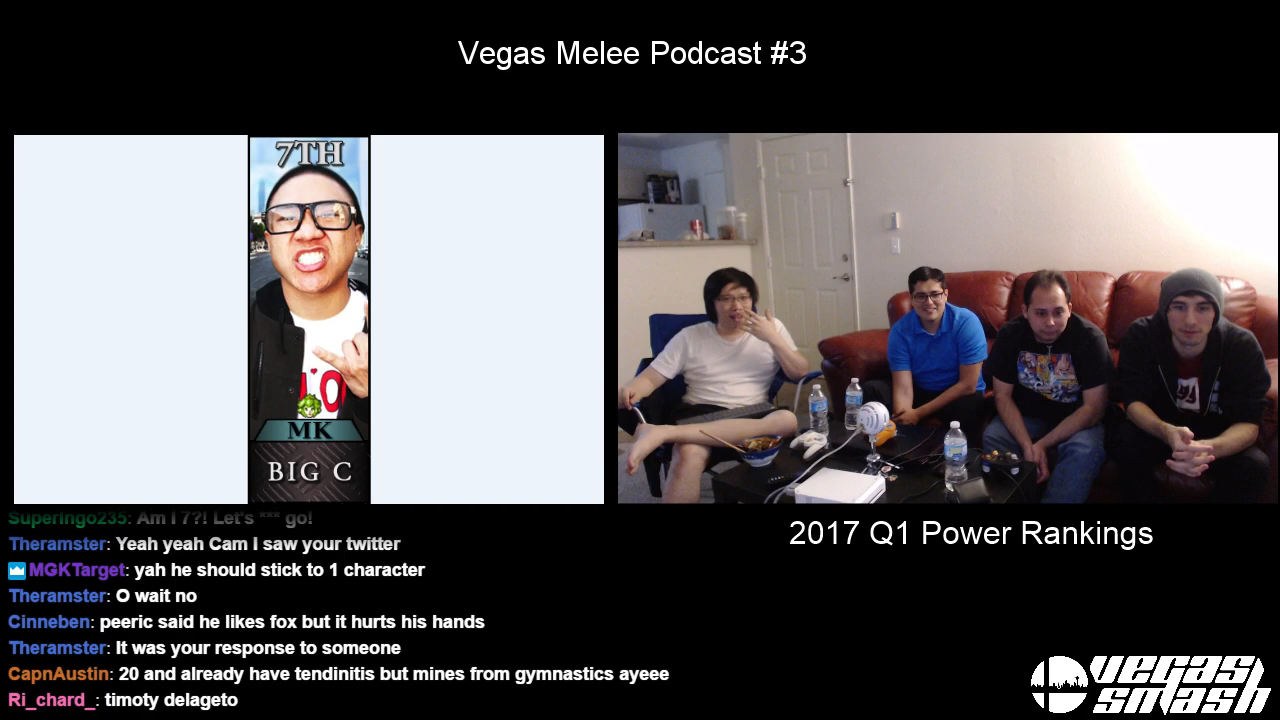 Vegas Melee Podcast #3
7TH
MK
BIG C
2017 Q1 Power Rankings
Superingo235: Am I 7?! Let's *** go!
Theramster: Yeah yeah Cam I saw your twitter
MGKTarget: yah he should stick to 1 character
Theramster: O wait no
Cinneben: peeric said he likes fox but it hurts his hands
Theramster: It was your response to someone
CapnAustin: 20 and already have tendinitis but mines from gymnastics ayeee
Ri_chard_: timoty delageto
VEGAS
SMASH